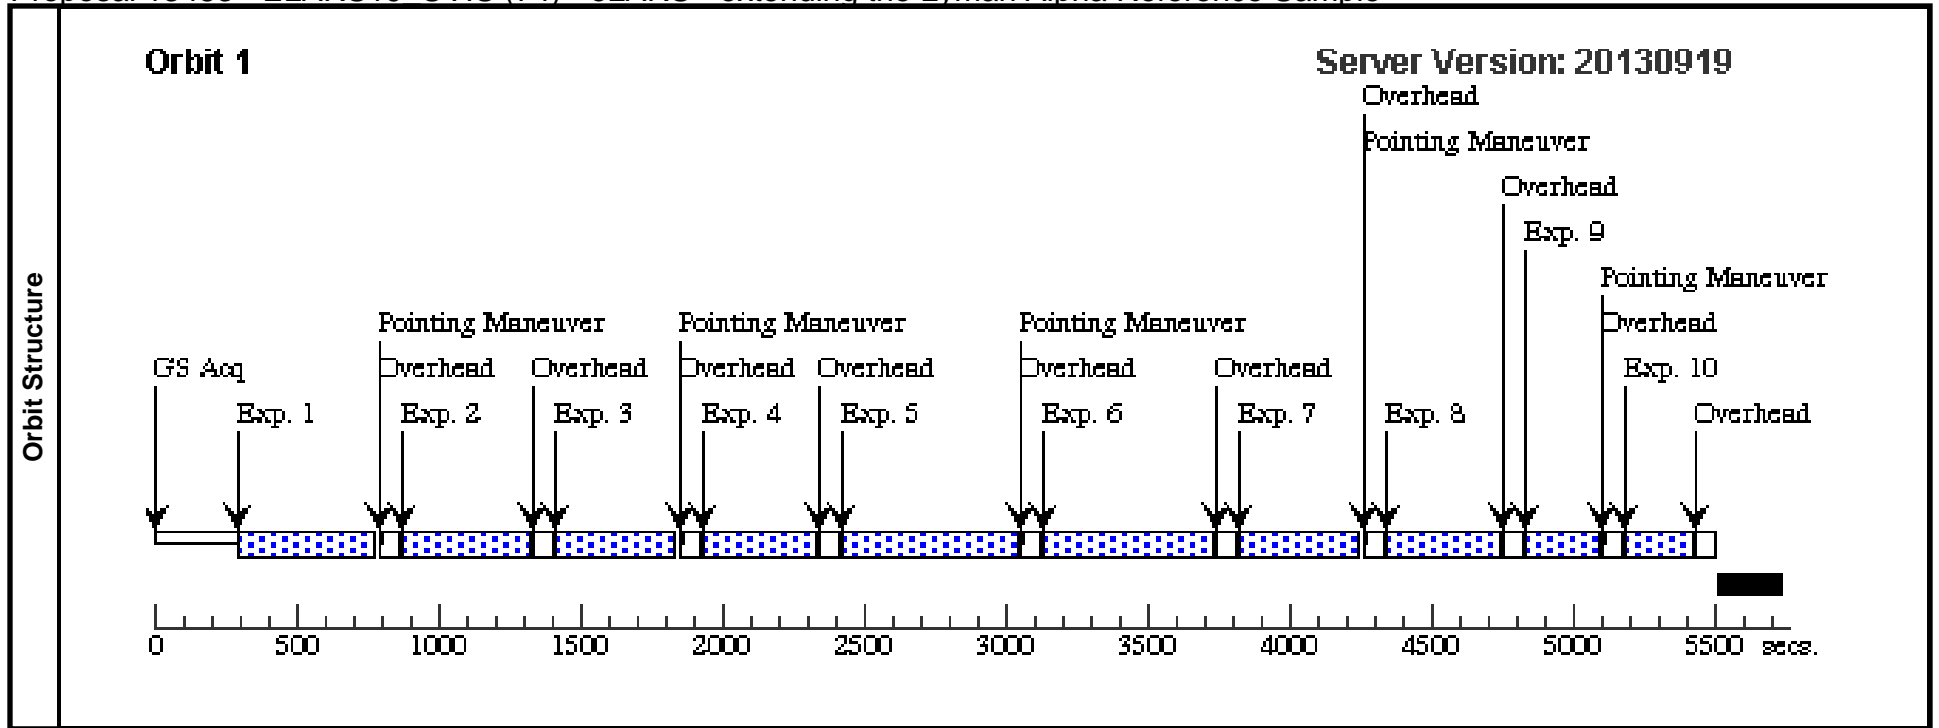 Orbit 1
Server Version: 20130919
Overhead
Pointing Maneuver
Overhead
Exp. 9
Pointing Maneuver
Pointing Maneuver Pointing Maneuver Pointing Maneuver Overhead
GS Acq Overhead Overhead Overhead Overhead Overhead Overhead Exp. 10
Exp. 1 Exp. 2 Exp. 3 Exp. 4 Exp. 5 Exp. 6 Exp. 7 Exp. 8 Overhead
Orbit Structure
0 500 1000 1500 2000 2500 3000 3500 4000 4500 5000 5500 secs.